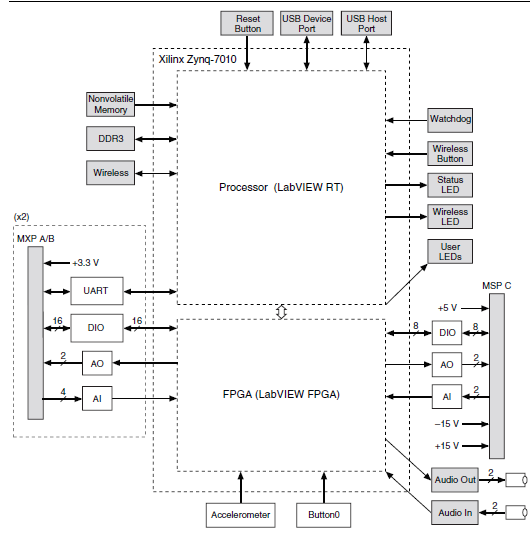 Reset
Button
USB Device
Port
USB Host
Port
Xilinx Zynq-7010
Nonvolatile
Memory
DDR3
Wireless
Processor (LabVIEW RT)
Watchdog
Wireless
Button
Status
LED
Wireless
LED
User
LEDs
(x2)
MXP A/B
+3.3 V
UART
16
DIO
16
2
AO
4
AI
FPGA (LabVIEW FPGA)
MSP C
+5 V
8
DIO
8
AO
2
AI
2
–15 V
+15 V
Audio Out
2
Audio In
2
Accelerometer
Button0